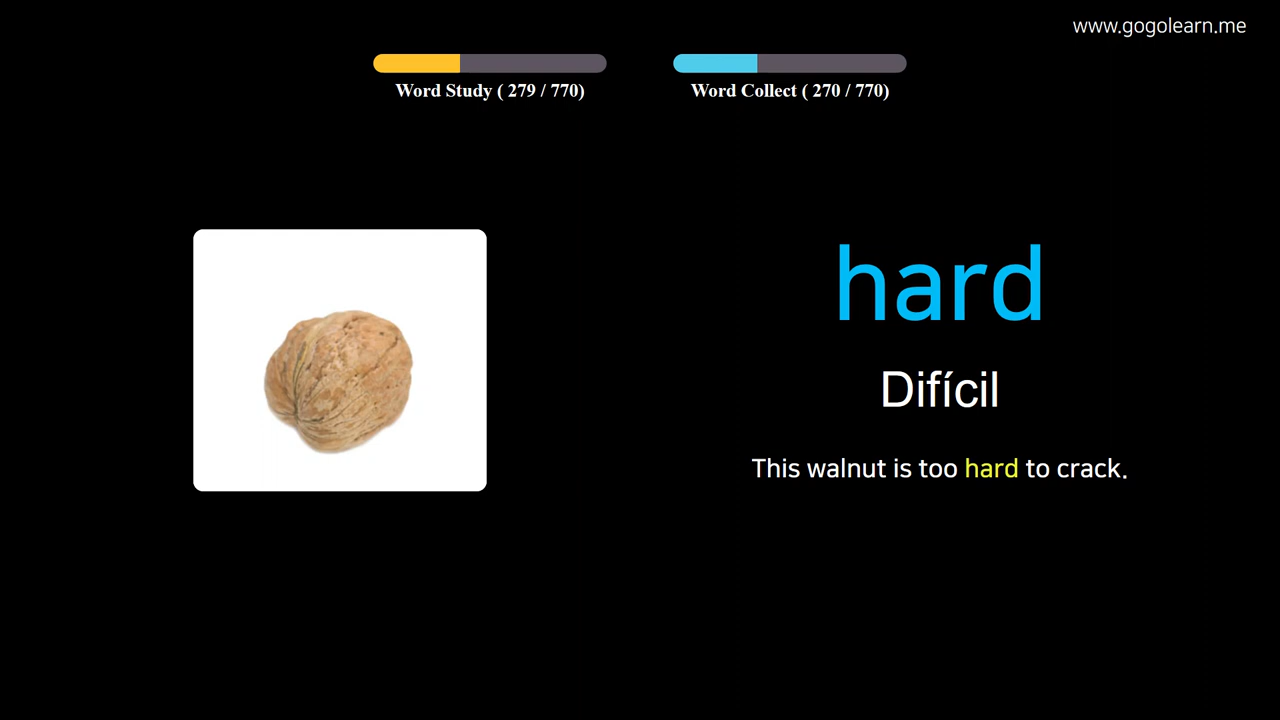 www.gogolearn.me
Word Study ( 279 / 770)
Word Collect ( 270 / 770)
hard
Difícil
This walnut is too hard to crack.